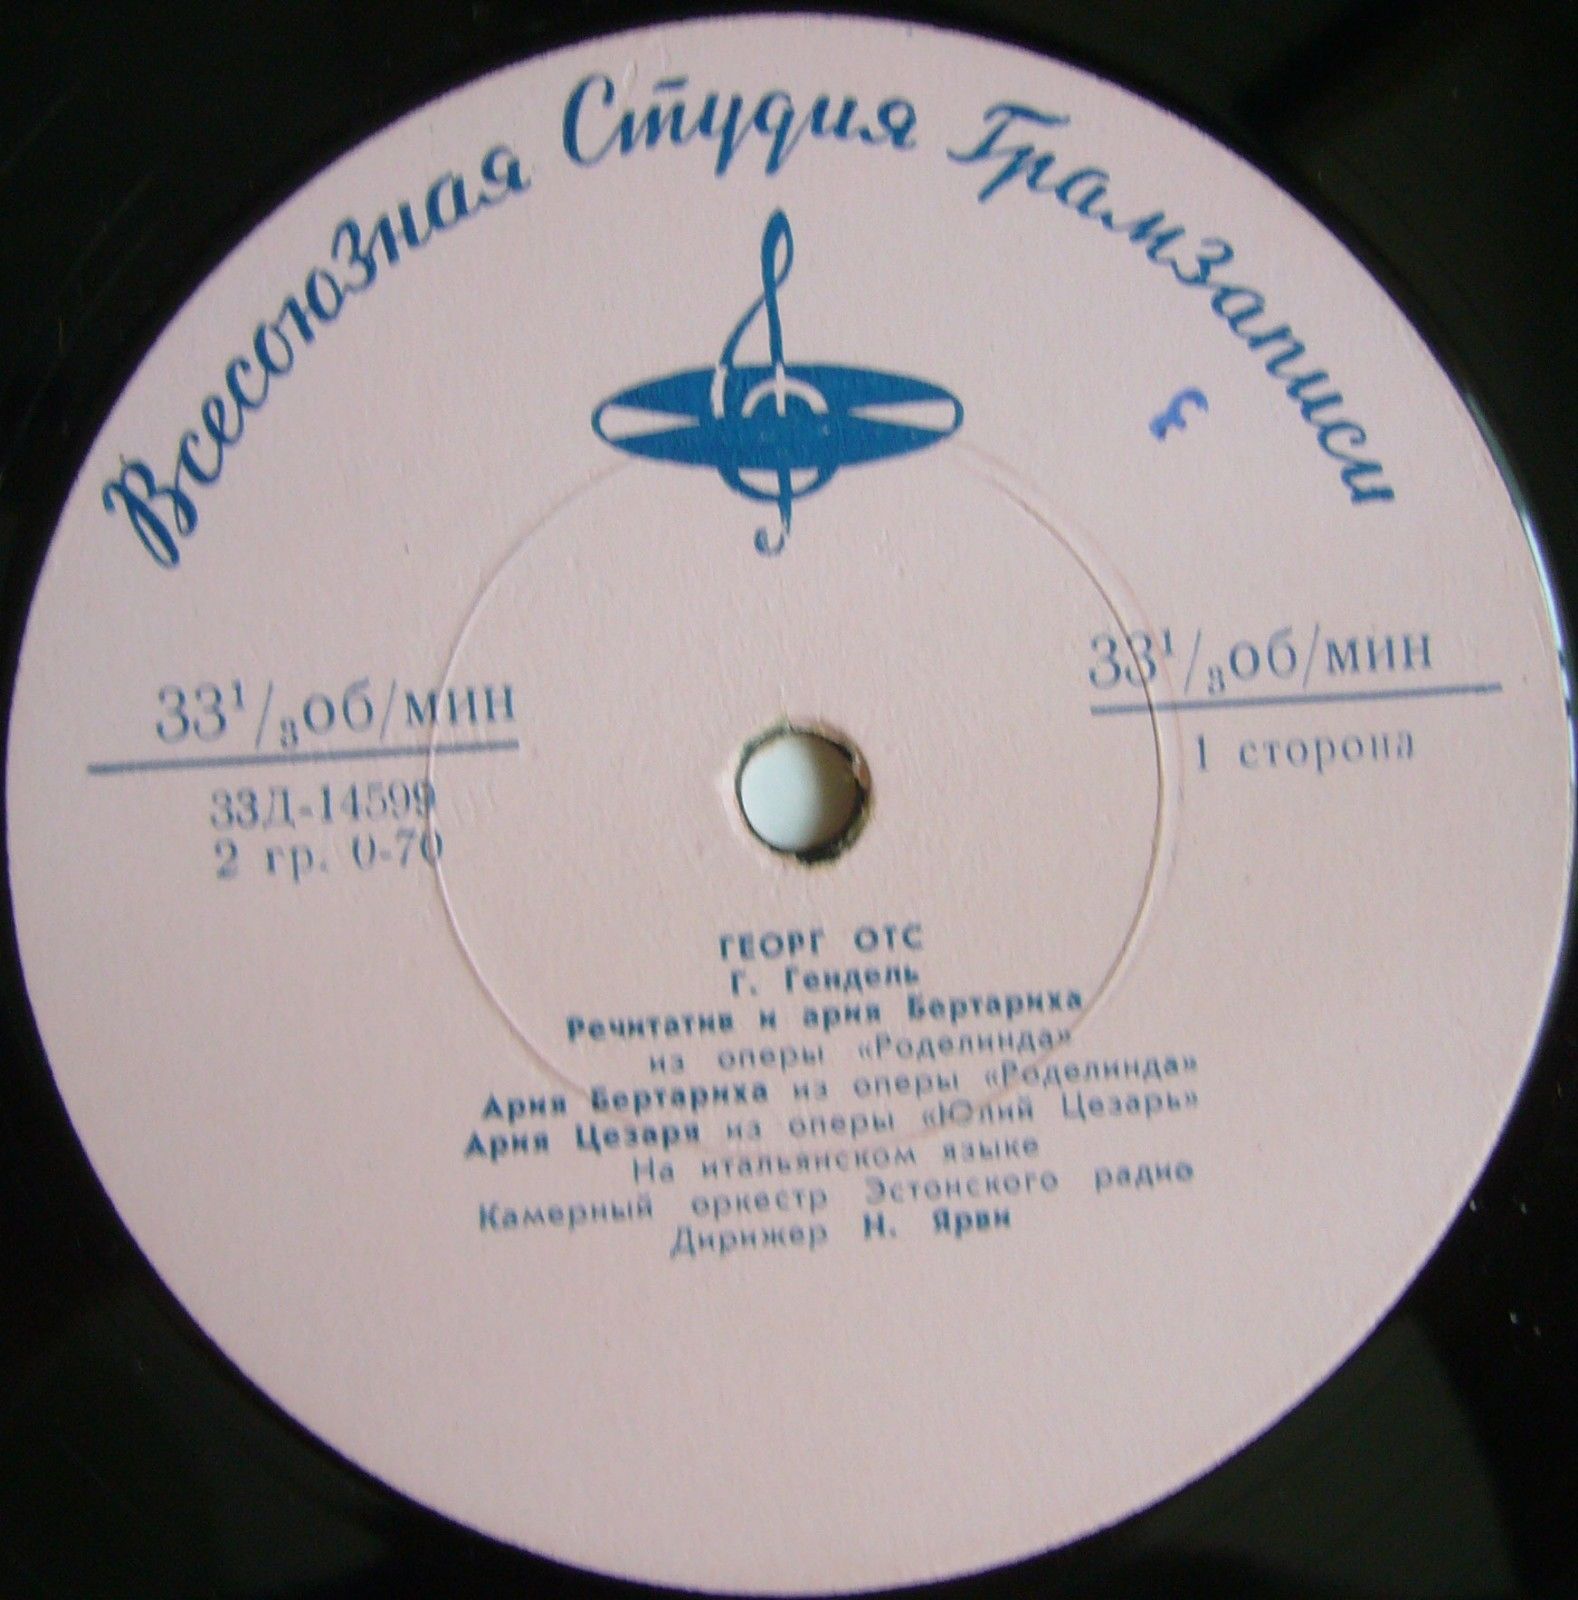 Всесоюзная Студия Грамзаписи
33¹/₃об/мин
33Д-14599
2 гр. 0-70
33¹/₃об/мин
1 сторона
ГЕОРГ ОТС
Г. Гендель
Речитатив и ария Бертариха
из оперы «Роделинда»
Ария Бертариха из оперы «Роделинда»
Ария Цезаря из оперы «Юлий Цезарь»
На итальянском языке
Камерный оркестр Эстонского радио
Дирижер Н. Ярви